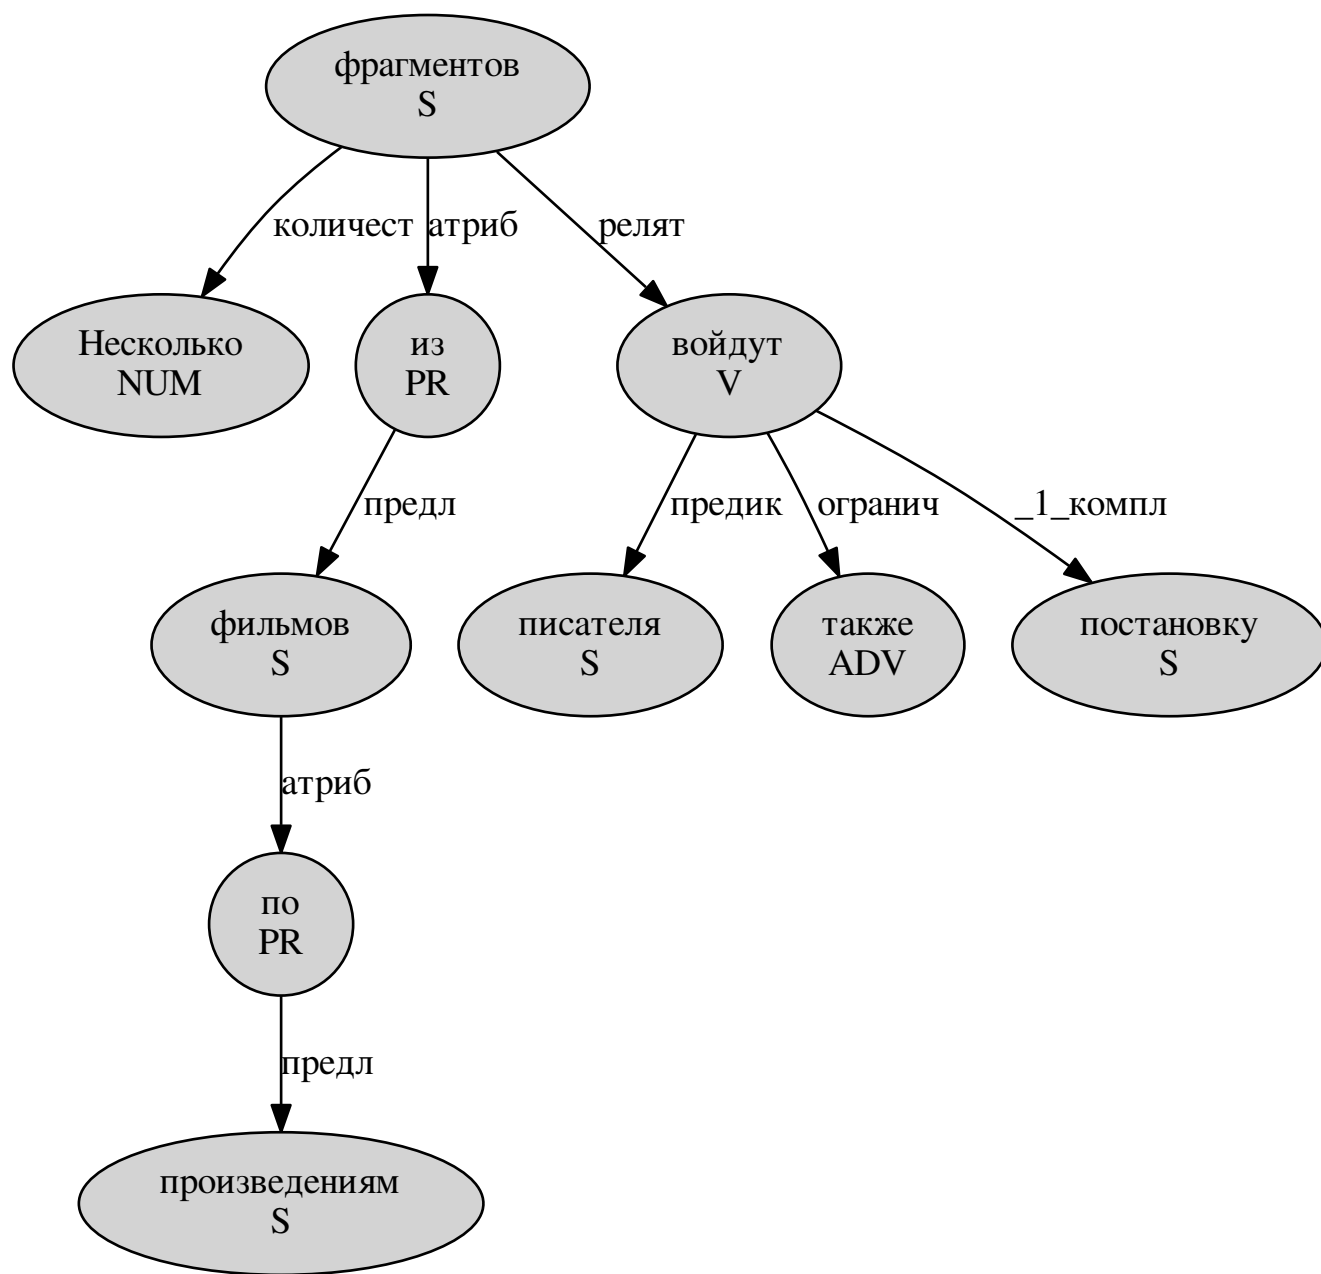 фрагментов
S
количест
атриб
релят
Несколько
NUM
из
PR
войдут
V
предл
предик
огранич
_1_компл
фильмов
S
писателя
S
также
ADV
постановку
S
атриб
по
PR
предл
произведениям
S